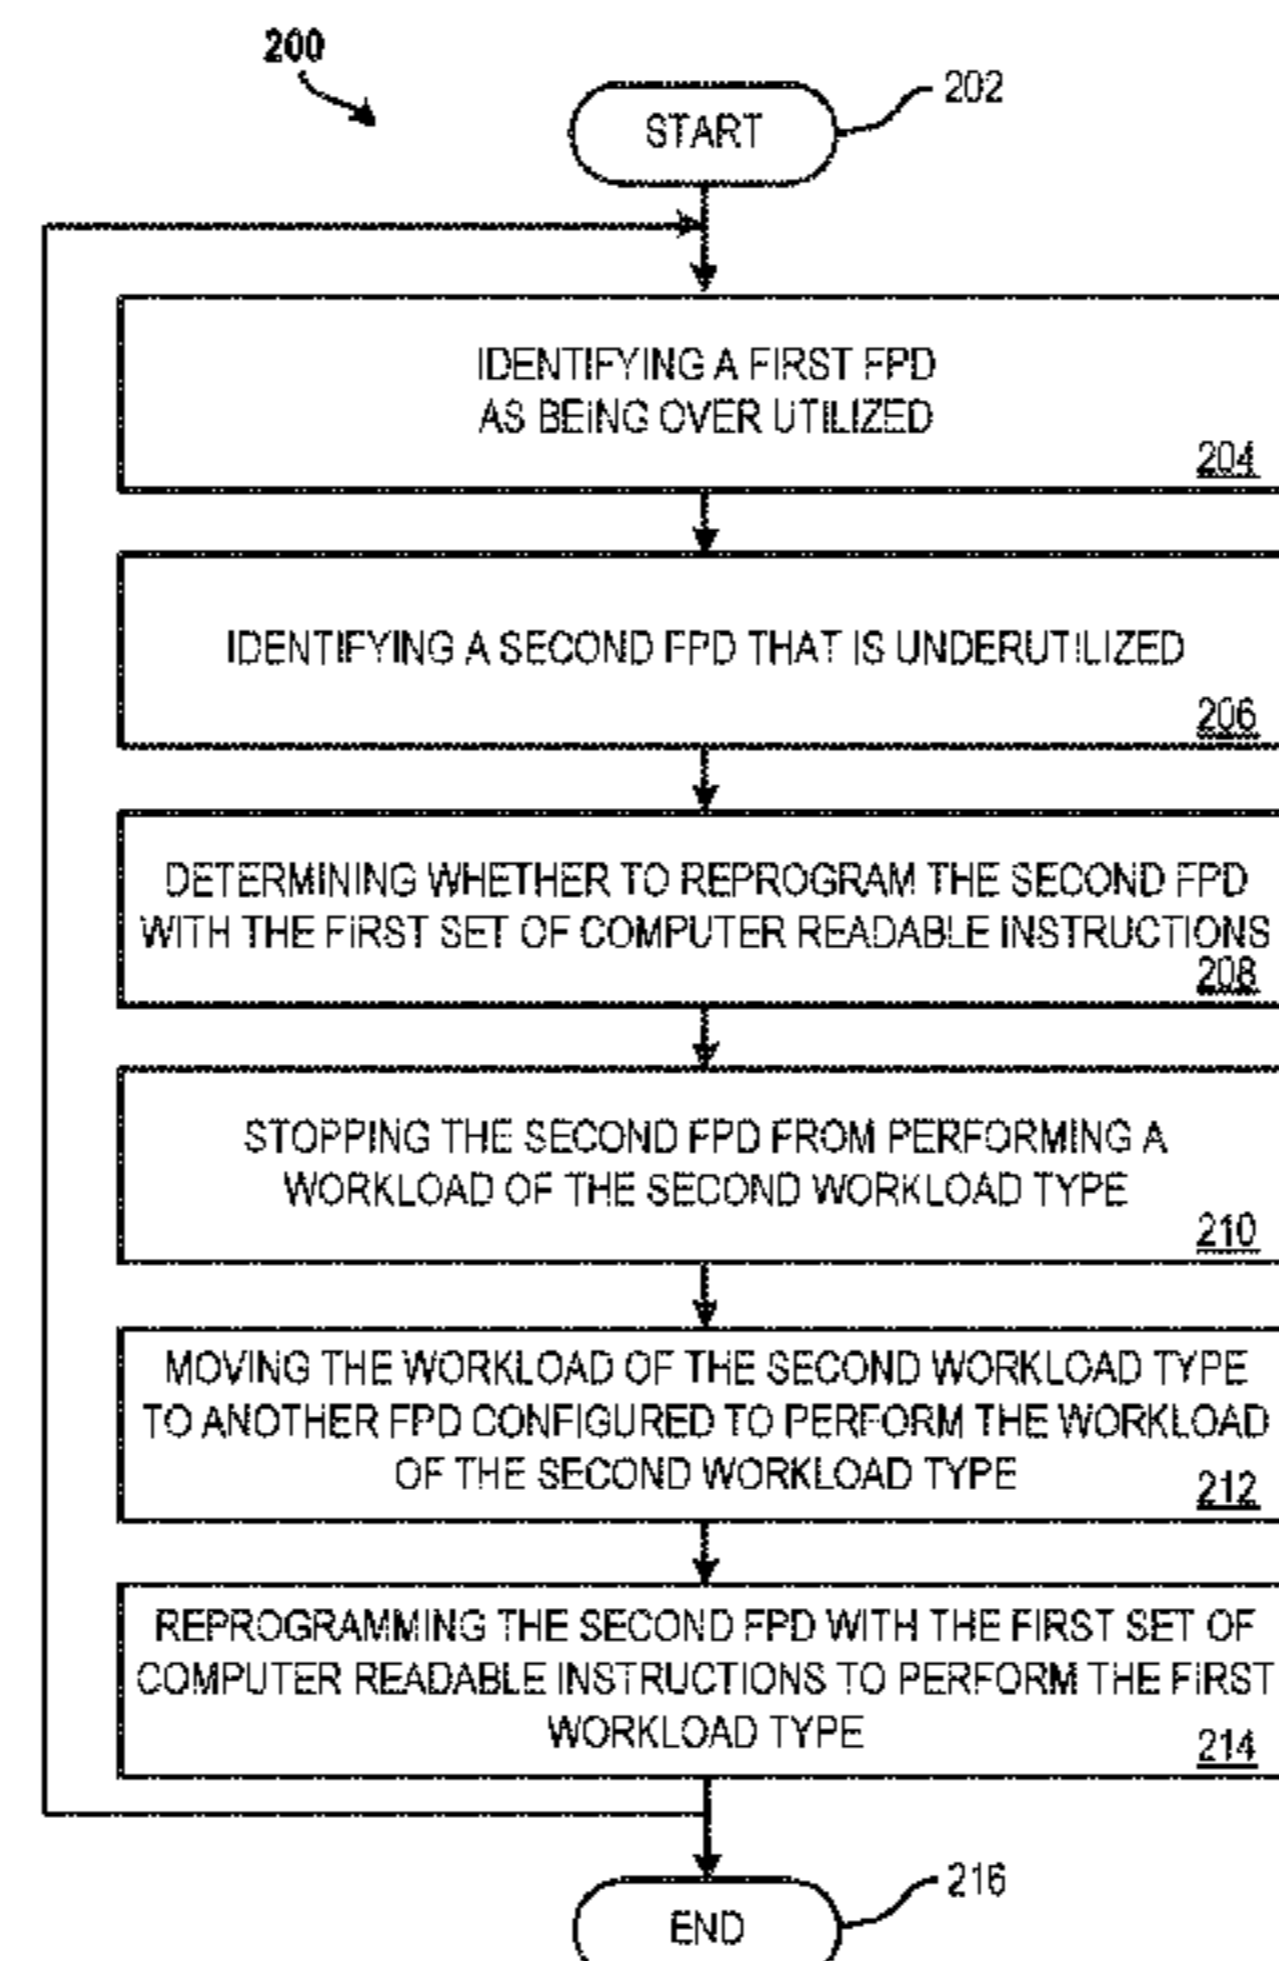 200
START
202
IDENTIFYING A FIRST FPD
AS BEING OVER UTILIZED
204
IDENTIFYING A SECOND FPD THAT IS UNDERUTILIZED
206
DETERMINING WHETHER TO REPROGRAM THE SECOND FPD
WITH THE FIRST SET OF COMPUTER READABLE INSTRUCTIONS
208
STOPPING THE SECOND FPD FROM PERFORMING A
WORKLOAD OF THE SECOND WORKLOAD TYPE
210
MOVING THE WORKLOAD OF THE SECOND WORKLOAD TYPE
TO ANOTHER FPD CONFIGURED TO PERFORM THE WORKLOAD
OF THE SECOND WORKLOAD TYPE
212
REPROGRAMMING THE SECOND FPD WITH THE FIRST SET OF
COMPUTER READABLE INSTRUCTIONS TO PERFORM THE FIRST
WORKLOAD TYPE
214
216
END